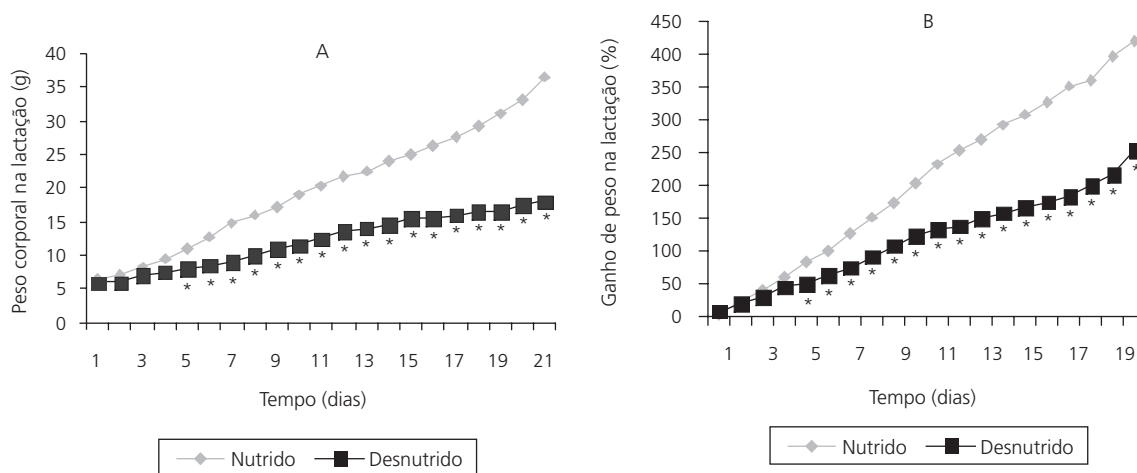 A
Peso corporal na lactação (g)
40
35
30
25
20
15
10
5
0
* * * * * * * * * * * * * * * * *
1 3 5 7 9 11 13 15 17 19 21
Tempo (dias)
Nutrido Desnutrido
B
Ganho de peso na lactação (%)
450
400
350
300
250
200
150
100
50
0
* * * * * * * * * * * * * * * *
1 3 5 7 9 11 13 15 17 19
Tempo (dias)
Nutrido Desnutrido